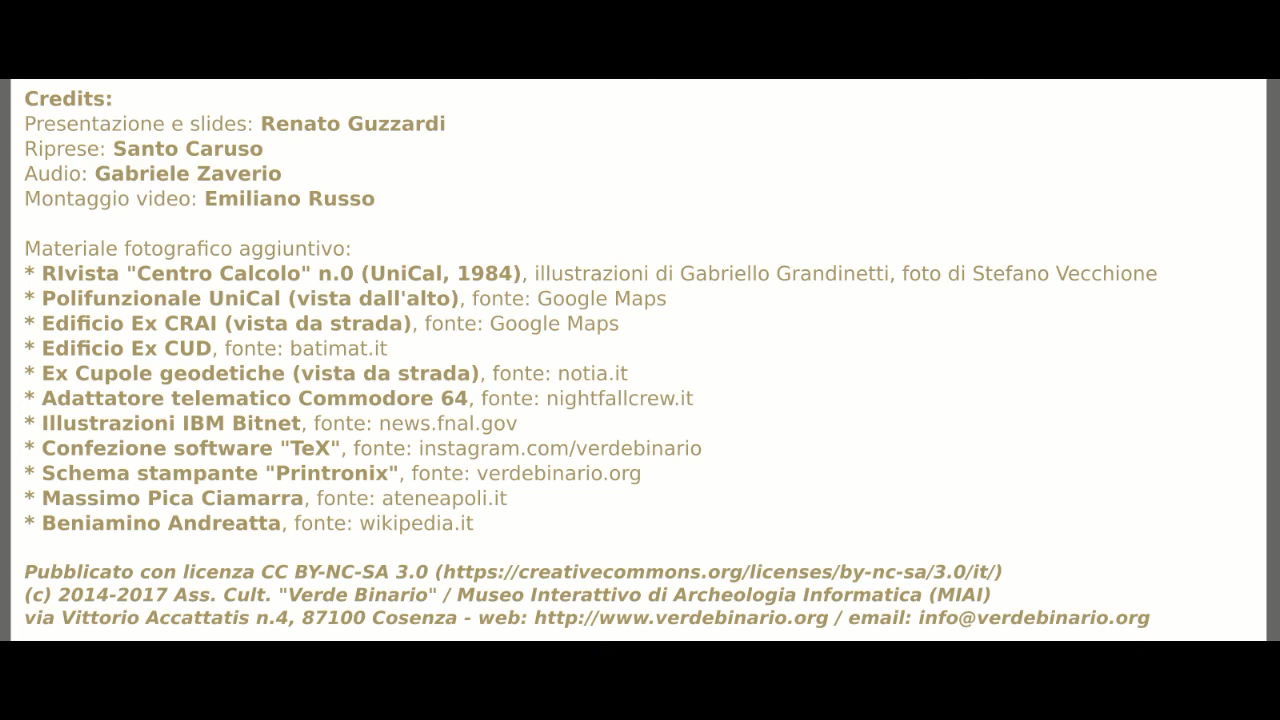 Credits:
Presentazione e slides: Renato Guzzardi
Riprese: Santo Caruso
Audio: Gabriele Zaverio
Montaggio video: Emiliano Russo
Materiale fotografico aggiuntivo:
* RIvista "Centro Calcolo" n.0 (UniCal, 1984), illustrazioni di Gabriello Grandinetti, foto di Stefano Vecchione
* Polifunzionale UniCal (vista dall'alto), fonte: Google Maps
* Edificio Ex CRAI (vista da strada), fonte: Google Maps
* Edificio Ex CUD, fonte: batimat.it
* Ex Cupole geodetiche (vista da strada), fonte: notia.it
* Adattatore telematico Commodore 64, fonte: nightfallcrew.it
* Illustrazioni IBM Bitnet, fonte: news.fnal.gov
* Confezione software "TeX", fonte: instagram.com/verdebinario
* Schema stampante "Printronix", fonte: verdebinario.org
* Massimo Pica Ciamarra, fonte: ateneapoli.it
* Beniamino Andreatta, fonte: wikipedia.it
Pubblicato con licenza CC BY-NC-SA 3.0 (https://creativecommons.org/licenses/by-nc-sa/3.0/it/)
(c) 2014-2017 Ass. Cult. "Verde Binario" / Museo Interattivo di Archeologia Informatica (MIAI)
via Vittorio Accattatis n.4, 87100 Cosenza - web: http://www.verdebinario.org / email: info@verdebinario.org